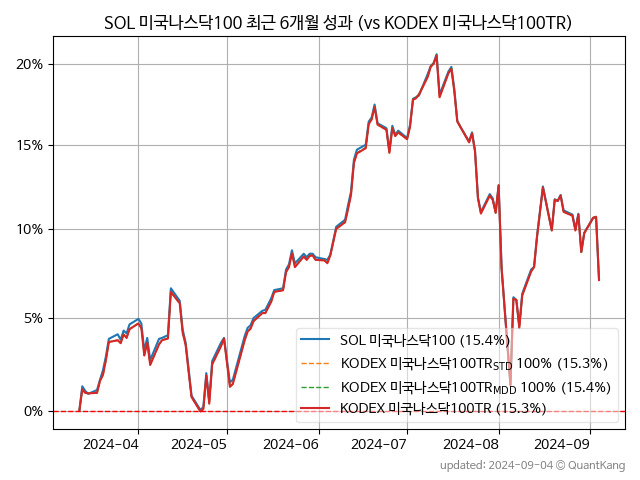 SOL 미국나스닥100 최근 6개월 성과 (vs KODEX 미국나스닥100TR)
20%
15%
10%
5%
0%
SOL 미국나스닥100 (15.4%)
KODEX 미국나스닥100TR_STD 100% (15.3%)
KODEX 미국나스닥100TR_MDD 100% (15.4%)
KODEX 미국나스닥100TR (15.3%)
2024-04 2024-05 2024-06 2024-07 2024-08 2024-09
updated: 2024-09-04 © QuantKang